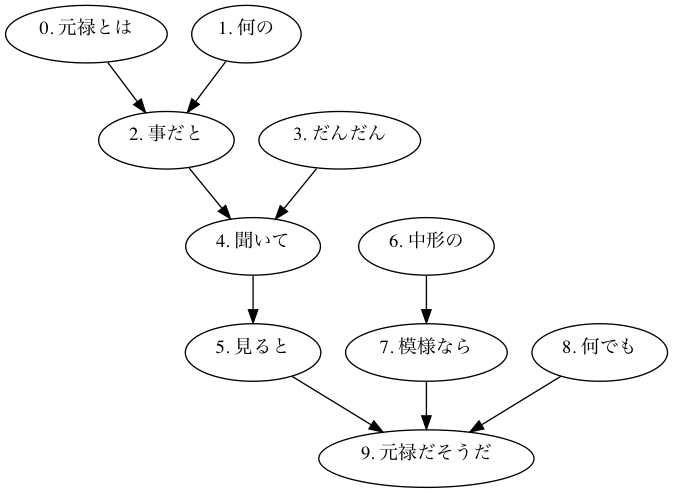 0. 元禄とは
1. 何の
2. 事だと
3. だんだん
4. 聞いて
6. 中形の
5. 見ると
7. 模様なら
8. 何でも
9. 元禄だそうだ